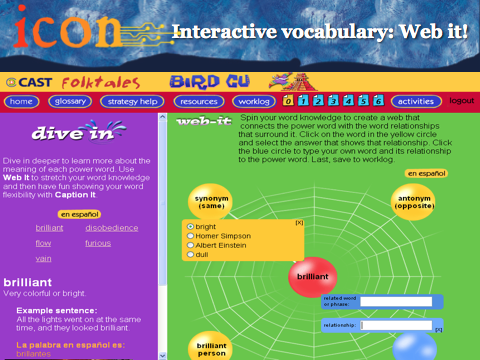 icon
Interactive vocabulary: Web it!
CAST Folktales BIRD GU
home glossary strategy help resources worklog 0 1 2 3 4 5 6 activities logout
dive in
Dive in deeper to learn more about the
meaning of each power word. Use
Web It to stretch your word knowledge
and then have fun showing your word
flexibility with Caption It.
en español
brilliant disobedience
flow furious
vain
brilliant
Very colorful or bright.
Example sentence:
All the lights went on at the same
time, and they looked brilliant.
La palabra en español es:
brillantes
web-it
Spin your word knowledge to create a web that
connects the power word with the word relationships
that surround it. Click on the word in the yellow circle
and select the answer that shows that relationship. Click
the blue circle to type your own word and its relationship
to the power word. Last, save to worklog.
en español
synonym
(same)
antonym
(opposite)
[X]
bright
Homer Simpson
Albert Einstein
dull
brilliant
related word
or phrase:
relationship:
[X]
brilliant
person